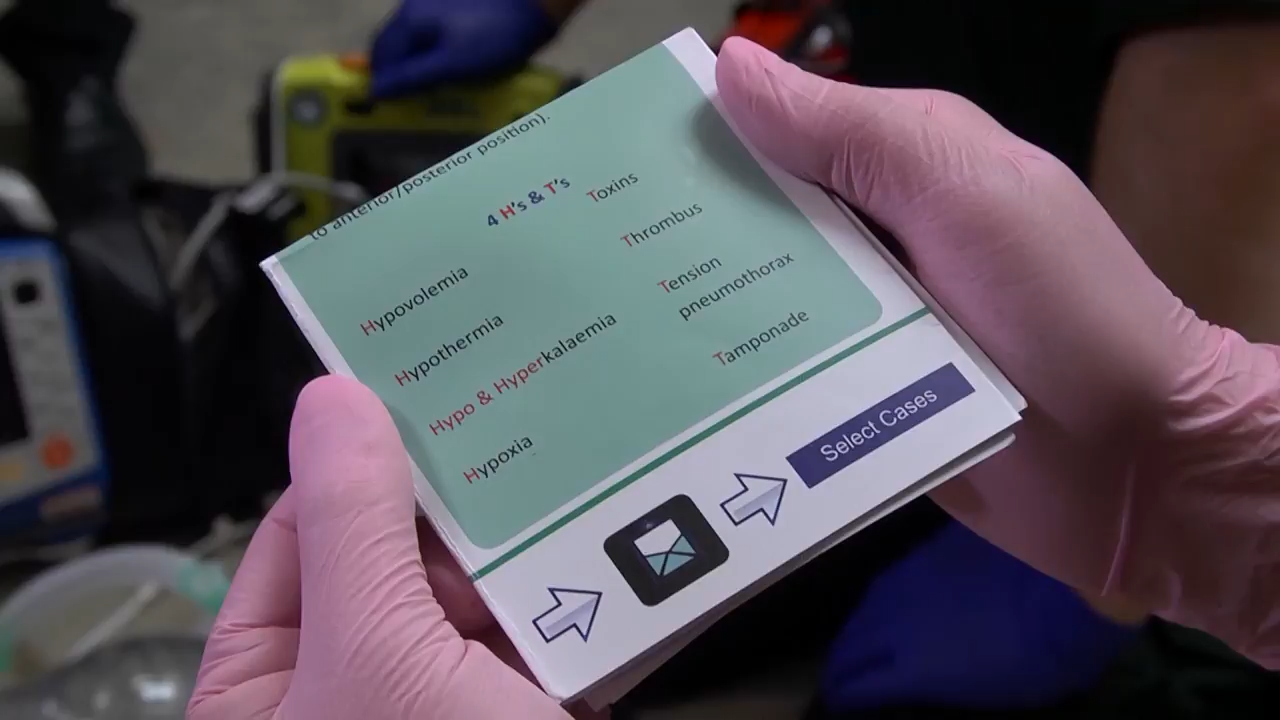 to anterior/posterior position).
4 H's & T's
Hypovolemia
Hypothermia
Hypo & Hyperkalaemia
Hypoxia
Toxins
Thrombus
Tension
pneumothorax
Tamponade
Select Cases